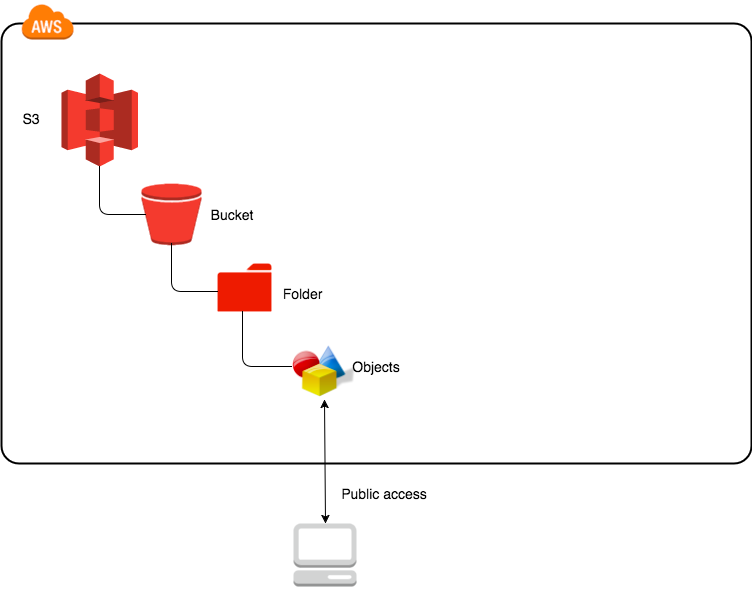 AWS
S3
Bucket
Folder
Objects
Public access